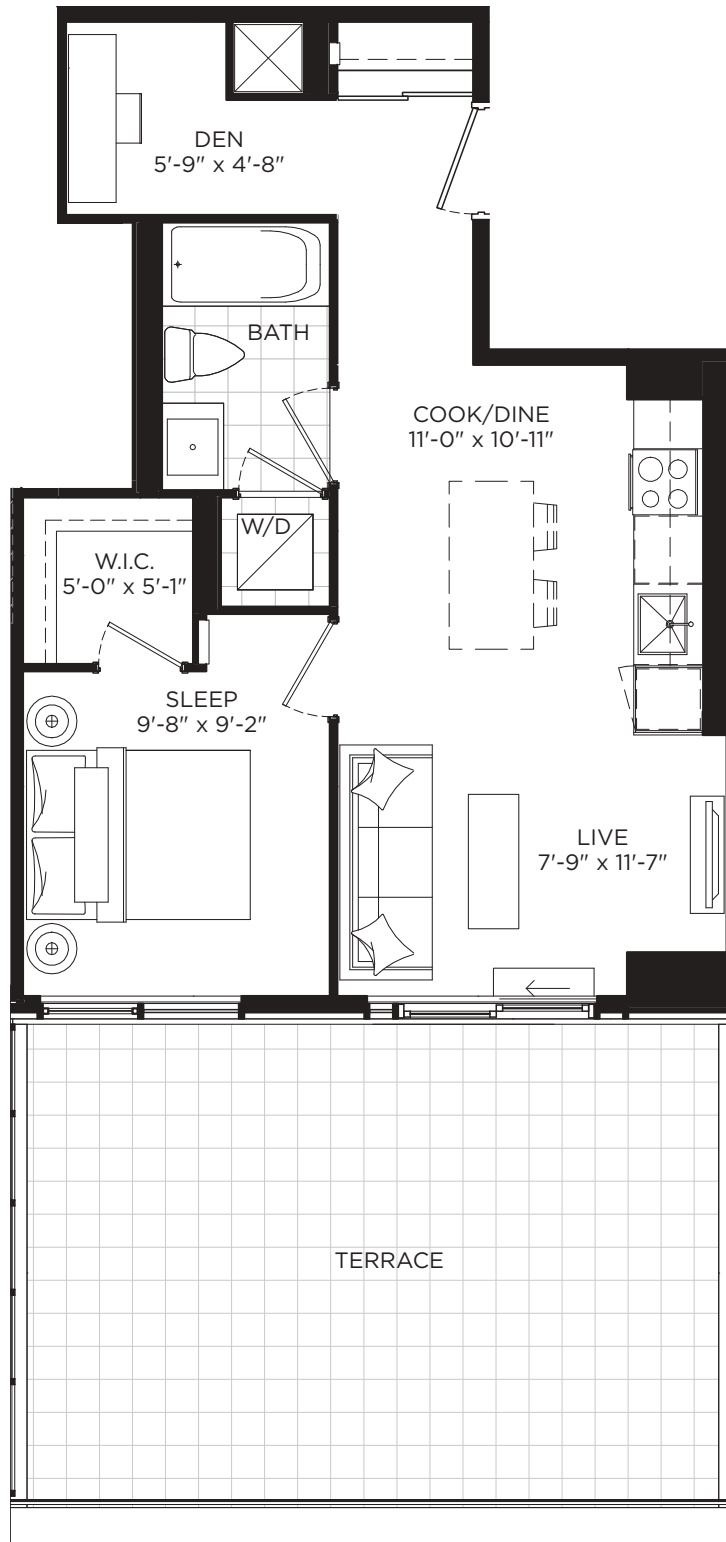 DEN
5'-9" x 4'-8"
BATH
COOK/DINE
11'-0" x 10'-11"
W/D
W.I.C.
5'-0" x 5'-1"
SLEEP
9'-8" x 9'-2"
LIVE
7'-9" x 11'-7"
TERRACE